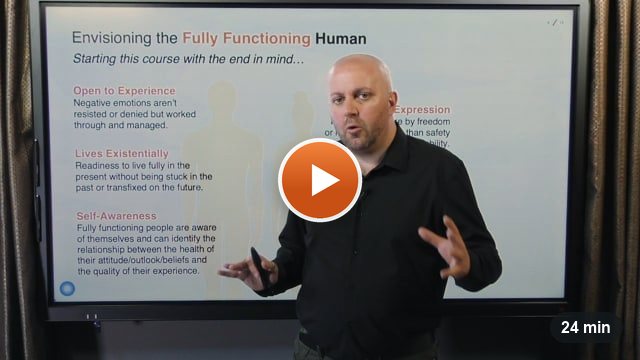 Envisioning the Fully Functioning Human
Starting this course with the end in mind…
Open to Experience
Negative emotions aren't
resisted or denied but worked
through and managed.
Lives Existentially
Readiness to live fully in the
present without being stuck in the
past or transfixed on the future.
Self-Awareness
Fully functioning people are aware
of themselves and can identify the
relationship between the health of
their attitude/outlook/beliefs and
the quality of their experience.
Expression
by freedom
than safety
24 min